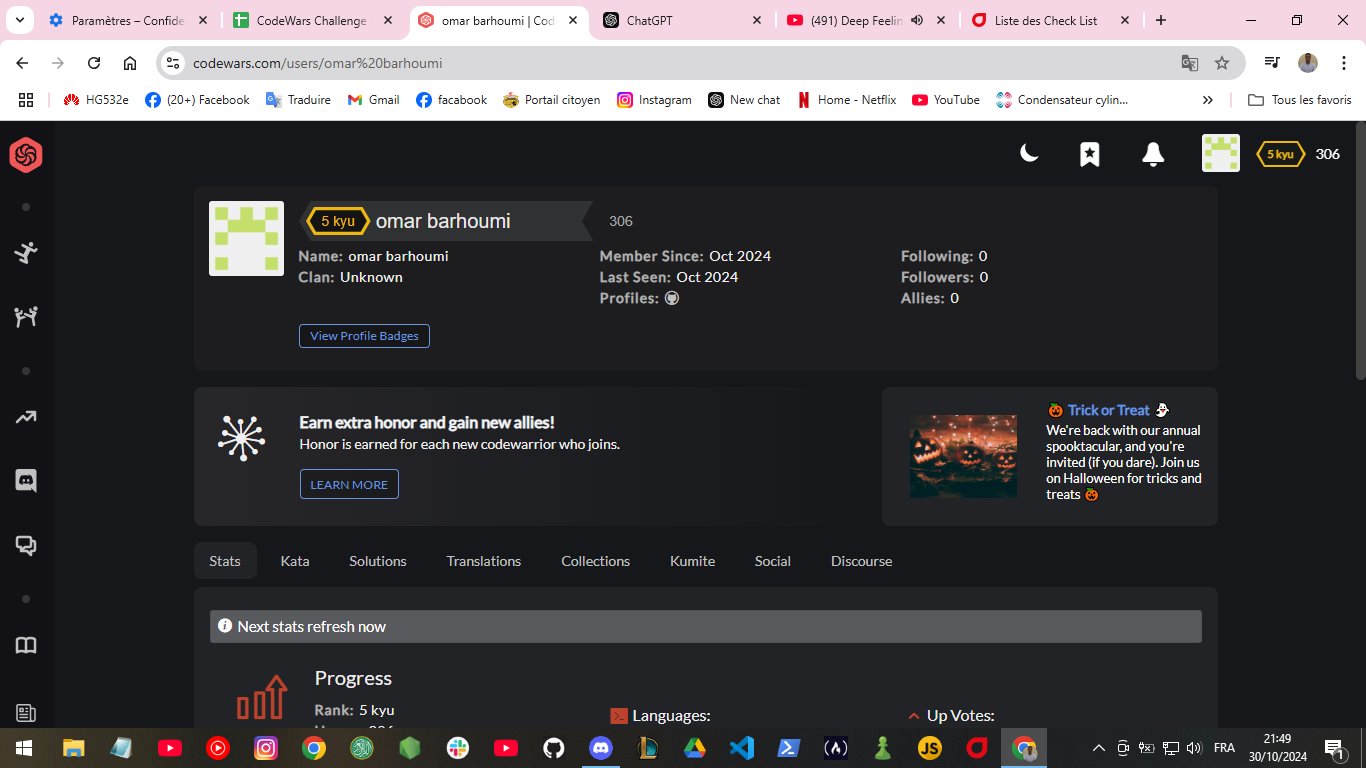 Paramètres – Confide
CodeWars Challenge
omar barhoumi | Cod
ChatGPT
(491) Deep Feelin
Liste des Check List
codewars.com/users/omar%20barhoumi
HG532e
(20+) Facebook
Traduire
Gmail
facabook
Portail citoyen
Instagram
New chat
Home - Netflix
YouTube
Condensateur cylin...
Tous les favoris
5 kyu
306
5 kyu
omar barhoumi
306
Name: omar barhoumi
Member Since: Oct 2024
Following: 0
Clan: Unknown
Last Seen: Oct 2024
Followers: 0
Profiles:
Allies: 0
View Profile Badges
Earn extra honor and gain new allies!
Honor is earned for each new codewarrior who joins.
LEARN MORE
🎃 Trick or Treat 👻
We're back with our annual
spooktacular, and you're
invited (if you dare). Join us
on Halloween for tricks and
treats 🎃
Stats
Kata
Solutions
Translations
Collections
Kumite
Social
Discourse
Next stats refresh now
Progress
Rank: 5 kyu
Languages:
Up Votes:
FRA
21:49
30/10/2024
1